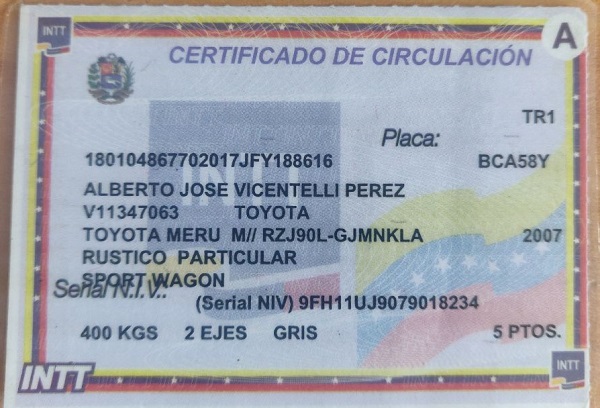 INTT
A
CERTIFICADO DE CIRCULACIÓN
TR1
Placa:
180104867702017JFY188616 BCA58Y
ALBERTO JOSE VICENTELLI PEREZ
V11347063 TOYOTA
TOYOTA MERU M// RZJ90L-GJMNKLA 2007
RUSTICO PARTICULAR
SPORT WAGON
Serial N.I.V.:
(Serial NIV) 9FH11UJ9079018234
400 KGS 2 EJES GRIS 5 PTOS.
INTT
INTT
INTT